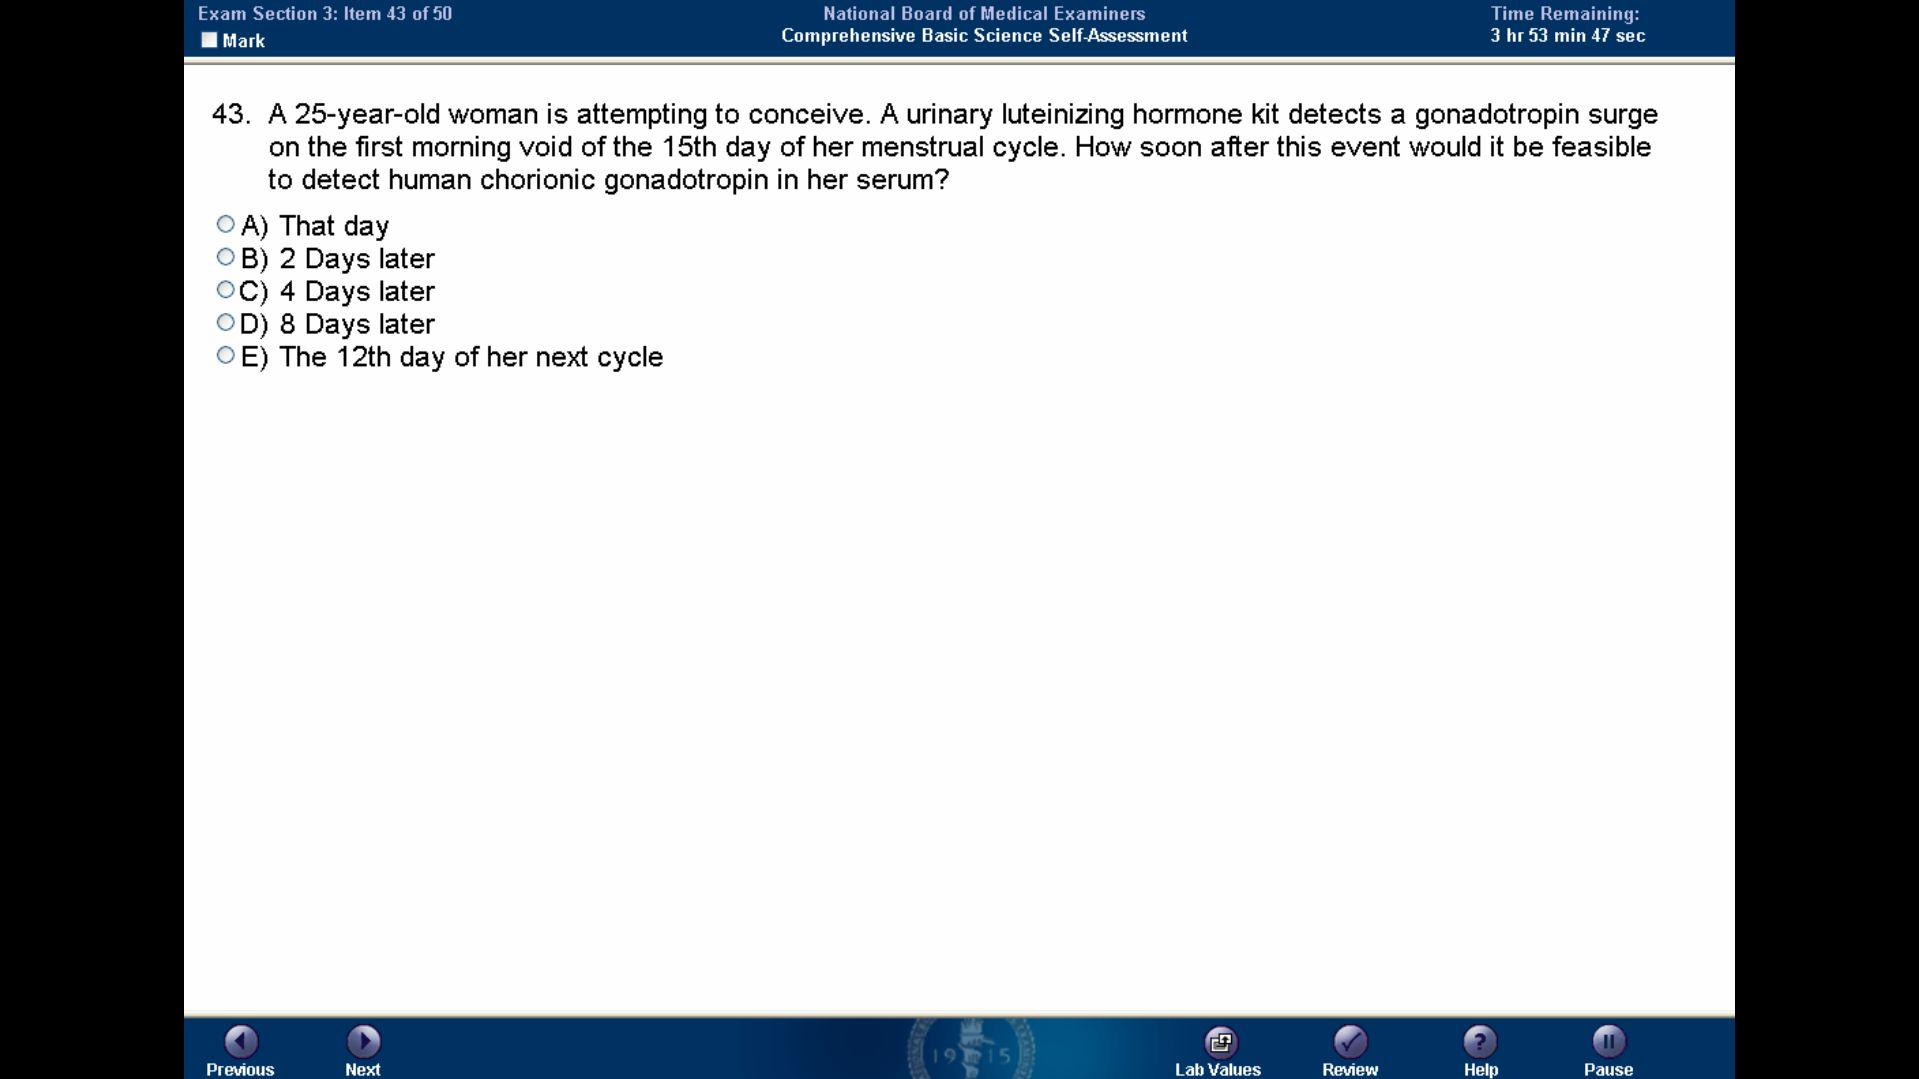 Exam Section 3: Item 43 of 50
National Board of Medical Examiners
Time Remaining:
Mark
Comprehensive Basic Science Self-Assessment
3 hr 53 min 47 sec
43. A 25-year-old woman is attempting to conceive. A urinary luteinizing hormone kit detects a gonadotropin surge
on the first morning void of the 15th day of her menstrual cycle. How soon after this event would it be feasible
to detect human chorionic gonadotropin in her serum?
A) That day
B) 2 Days later
C) 4 Days later
D) 8 Days later
E) The 12th day of her next cycle
19 15
Previous
Next
Lab Values
Review
Help
Pause